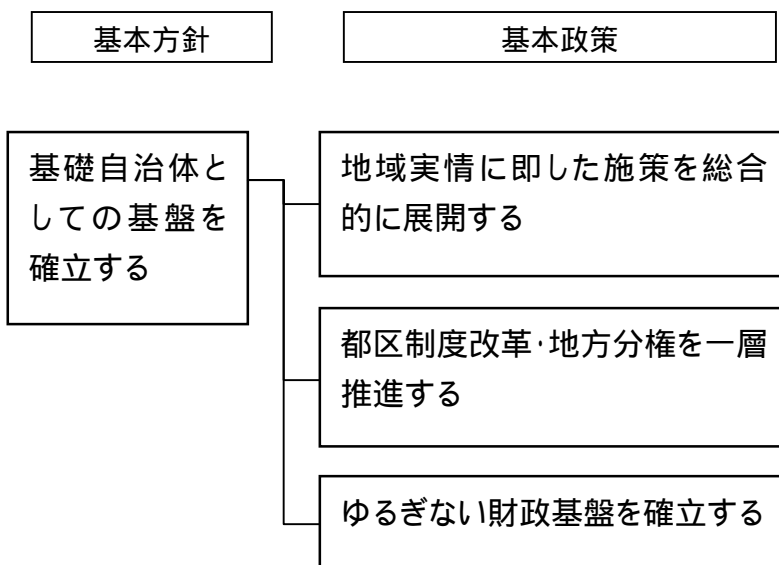 基本方針
基本政策
基礎自治体と
しての基盤を
確立する
地域実情に即した施策を総合
的に展開する
都区制度改革・地方分権を一層
推進する
ゆるぎない財政基盤を確立する